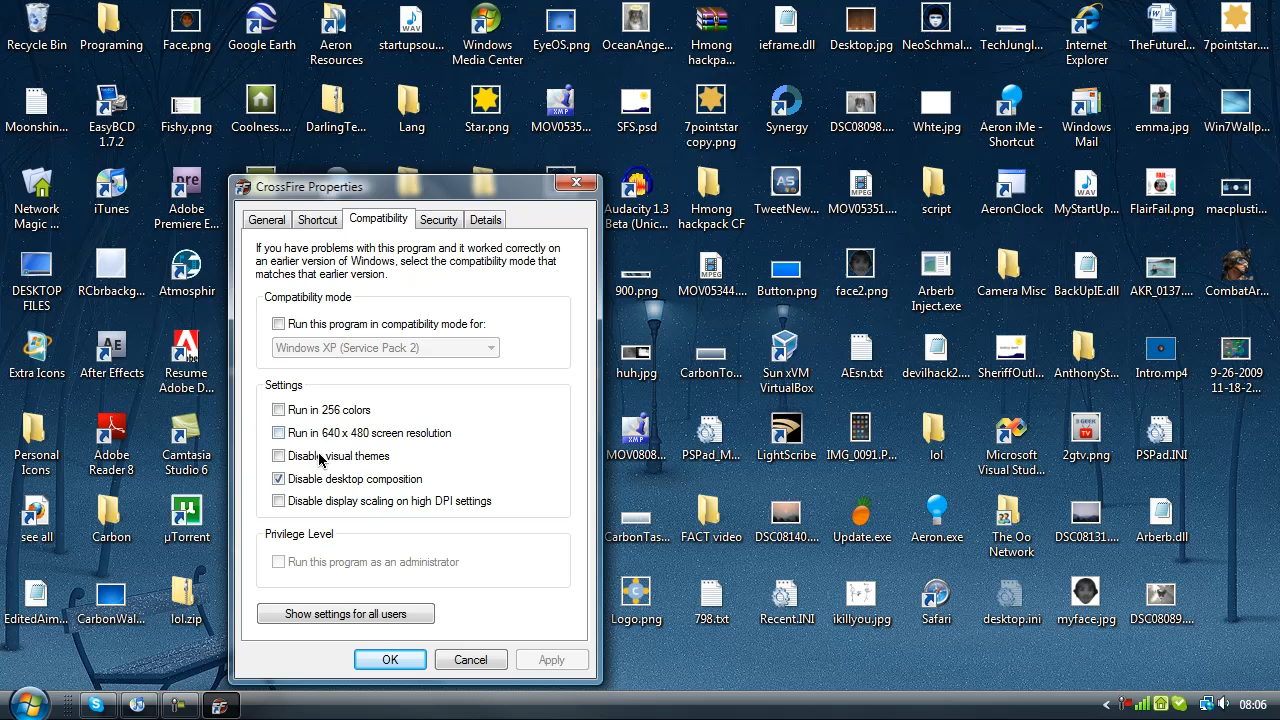 Recycle Bin
Programing
Face.png
Google Earth
Aeron
Resources
startupsou...
Windows
Media Center
EyeOS.png
OceanAnge...
Hmong
hackpa...
ieframe.dll
Desktop.jpg
NeoSchmal...
TechJungl...
Internet
Explorer
TheFutureI...
7pointstar....
Moonshin...
EasyBCD
1.7.2
Fishy.png
Coolness....
DarlingTe...
Lang
Star.png
MOV0535...
SFS.psd
7pointstar
copy.png
Synergy
DSC08098....
Whte.jpg
Aeron iMe -
Shortcut
Windows
Mail
emma.jpg
Win7Wallp...
Network
Magic ...
iTunes
Adobe
Premiere E...
Audacity 1.3
Beta (Unic...
Hmong
hackpack CF
TweetNew...
MOV05351....
script
AeronClock
MyStartUp...
FlairFail.png
macplusti...
DESKTOP
FILES
RCbrbackg...
Atmosphir
900.png
MOV05344....
Button.png
face2.png
Arberb
Inject.exe
Camera Misc
BackUpIE.dll
AKR_0137....
CombatAr...
Extra Icons
After Effects
Resume
Adobe D...
huh.jpg
CarbonTo...
Sun xVM
VirtualBox
AEsn.txt
devilhack2....
SheriffOutl...
AnthonySt...
Intro.mp4
9-26-2009
11-18-2...
Personal
Icons
Adobe
Reader 8
Camtasia
Studio 6
MOV0808...
PSPad_M...
LightScribe
IMG_0091.P...
lol
Microsoft
Visual Stud...
2gtv.png
PSPad.INI
see all
Carbon
µTorrent
CarbonTas...
FACT video
DSC08140....
Update.exe
Aeron.exe
The Oo
Network
DSC08131....
Arberb.dll
EditedAim...
CarbonWal...
lol.zip
Logo.png
798.txt
Recent.INI
ikillyou.jpg
Safari
desktop.ini
myface.jpg
DSC08089....
CrossFire Properties
General
Shortcut
Compatibility
Security
Details
If you have problems with this program and it worked correctly on
an earlier version of Windows, select the compatibility mode that
matches that earlier version.
Compatibility mode
Run this program in compatibility mode for:
Windows XP (Service Pack 2)
Settings
Run in 256 colors
Run in 640 x 480 screen resolution
Disable visual themes
Disable desktop composition
Disable display scaling on high DPI settings
Privilege Level
Run this program as an administrator
Show settings for all users
OK
Cancel
Apply
08:06